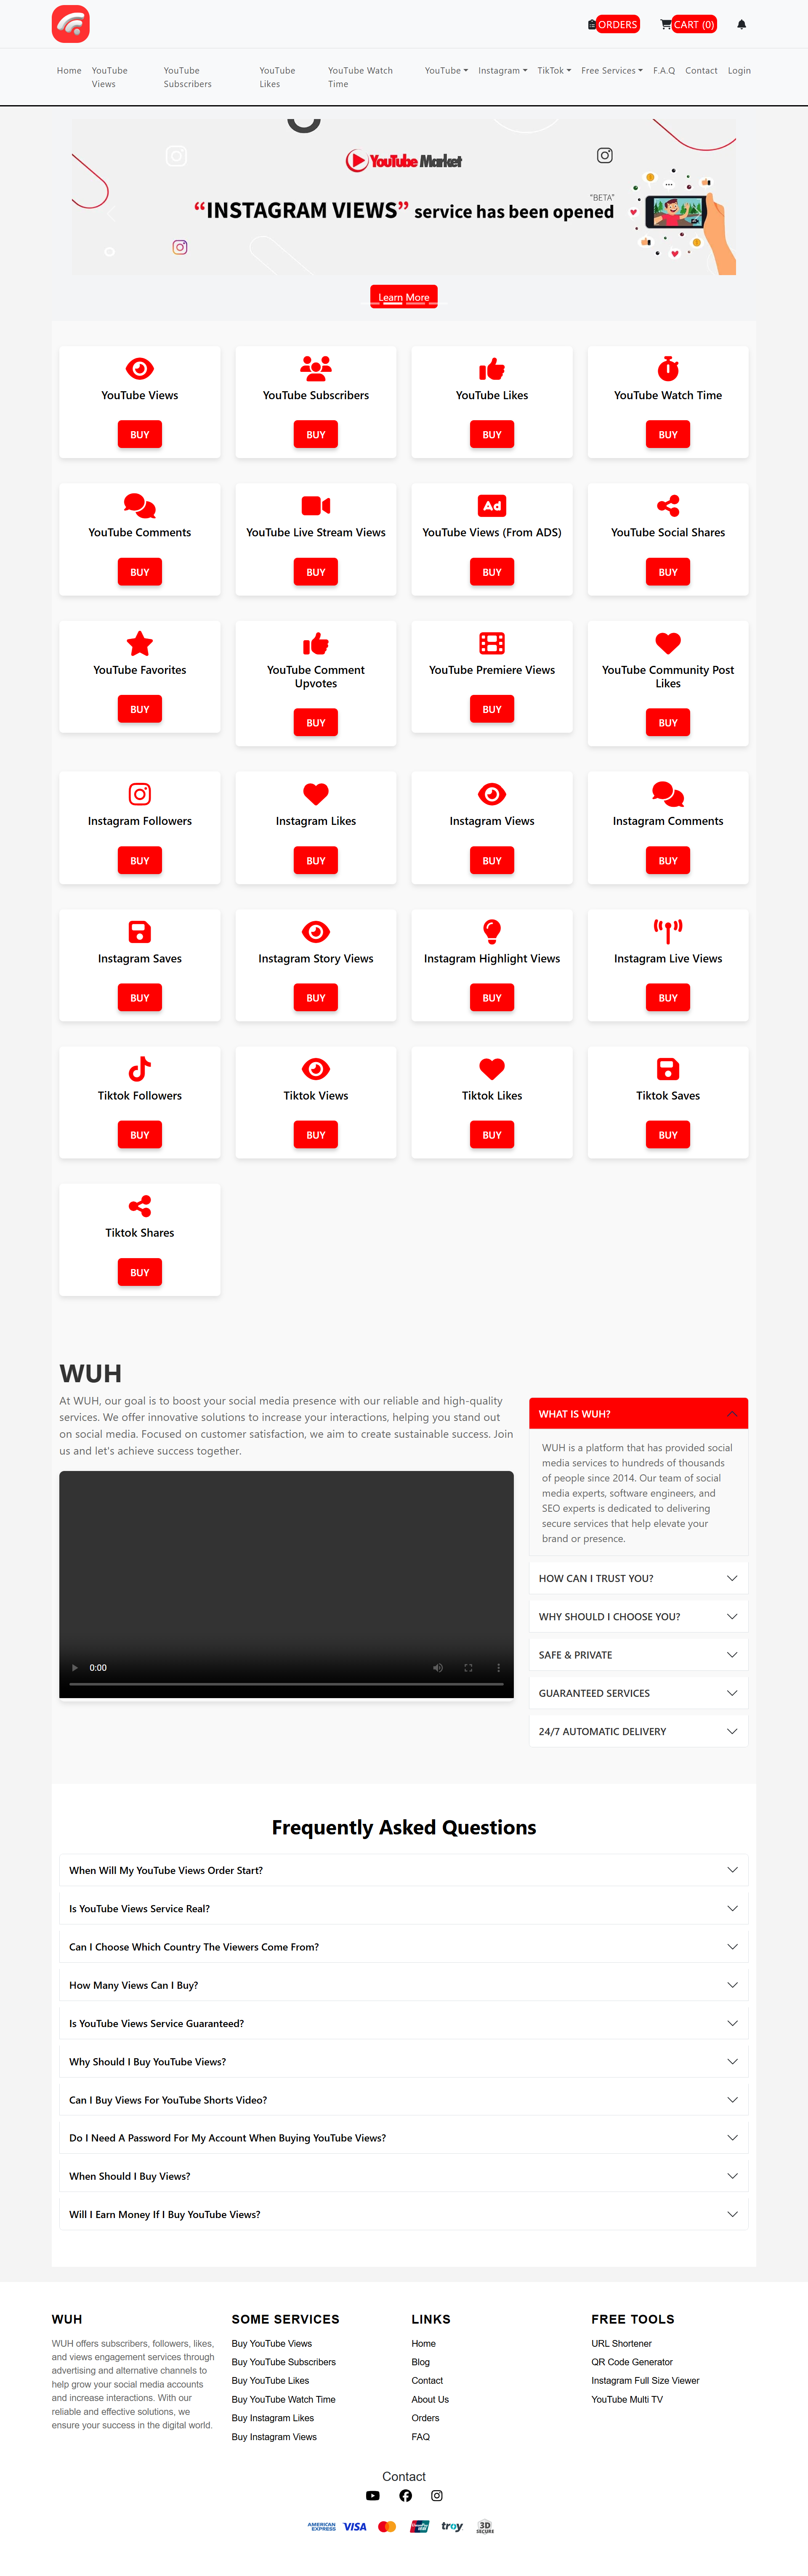 ORDERS CART (0)
Home YouTube Views YouTube Subscribers YouTube Likes YouTube Watch Time YouTube Instagram TikTok Free Services F.A.Q Contact Login
YouTube Market
"BETA"
“INSTAGRAM VIEWS” service has been opened
Learn More
YouTube Views
BUY
YouTube Subscribers
BUY
YouTube Likes
BUY
YouTube Watch Time
BUY
YouTube Comments
BUY
YouTube Live Stream Views
BUY
Ad
YouTube Views (From ADS)
BUY
YouTube Social Shares
BUY
YouTube Favorites
BUY
YouTube Comment
Upvotes
BUY
YouTube Premiere Views
BUY
YouTube Community Post
Likes
BUY
Instagram Followers
BUY
Instagram Likes
BUY
Instagram Views
BUY
Instagram Comments
BUY
Instagram Saves
BUY
Instagram Story Views
BUY
Instagram Highlight Views
BUY
Instagram Live Views
BUY
Tiktok Followers
BUY
Tiktok Views
BUY
Tiktok Likes
BUY
Tiktok Saves
BUY
Tiktok Shares
BUY
WUH
At WUH, our goal is to boost your social media presence with our reliable and high-quality
services. We offer innovative solutions to increase your interactions, helping you stand out
on social media. Focused on customer satisfaction, we aim to create sustainable success. Join
us and let's achieve success together.
0:00
WHAT IS WUH?
WUH is a platform that has provided social
media services to hundreds of thousands
of people since 2014. Our team of social
media experts, software engineers, and
SEO experts is dedicated to delivering
secure services that help elevate your
brand or presence.
HOW CAN I TRUST YOU?
WHY SHOULD I CHOOSE YOU?
SAFE & PRIVATE
GUARANTEED SERVICES
24/7 AUTOMATIC DELIVERY
Frequently Asked Questions
When Will My YouTube Views Order Start?
Is YouTube Views Service Real?
Can I Choose Which Country The Viewers Come From?
How Many Views Can I Buy?
Is YouTube Views Service Guaranteed?
Why Should I Buy YouTube Views?
Can I Buy Views For YouTube Shorts Video?
Do I Need A Password For My Account When Buying YouTube Views?
When Should I Buy Views?
Will I Earn Money If I Buy YouTube Views?
WUH
WUH offers subscribers, followers, likes,
and views engagement services through
advertising and alternative channels to
help grow your social media accounts
and increase interactions. With our
reliable and effective solutions, we
ensure your success in the digital world.
SOME SERVICES
Buy YouTube Views
Buy YouTube Subscribers
Buy YouTube Likes
Buy YouTube Watch Time
Buy Instagram Likes
Buy Instagram Views
LINKS
Home
Blog
Contact
About Us
Orders
FAQ
FREE TOOLS
URL Shortener
QR Code Generator
Instagram Full Size Viewer
YouTube Multi TV
Contact
AMERICAN EXPRESS VISA troy 3D SECURE